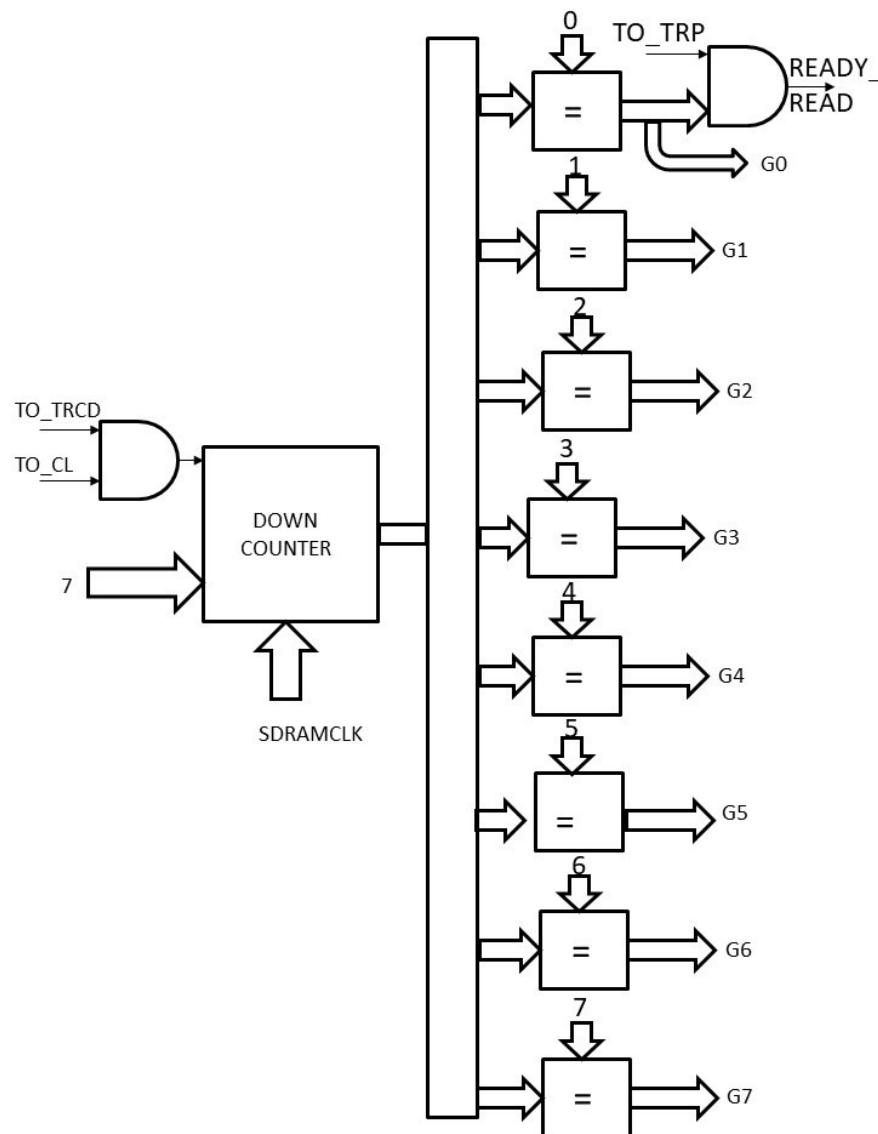 0
TO_TRP
READY_
READ
=
G0
1
=
G1
2
=
G2
TO_TRCD
TO_CL
3
DOWN
COUNTER
=
G3
7
4
=
G4
SDRAMCLK
5
=
G5
6
=
G6
7
=
G7